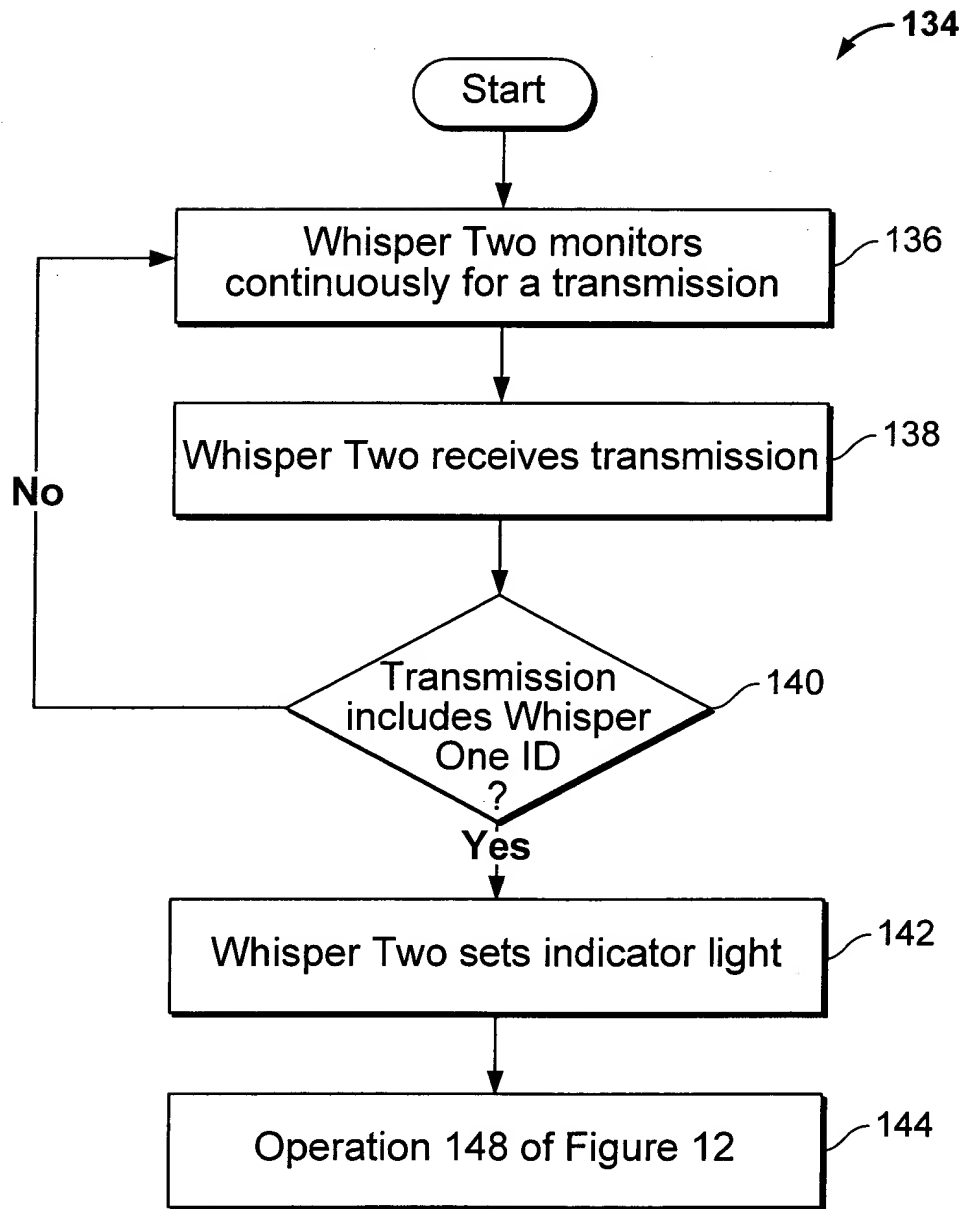 134
Start
Whisper Two monitors
continuously for a transmission
136
Whisper Two receives transmission
138
No
Transmission
includes Whisper
One ID
?
140
Yes
Whisper Two sets indicator light
142
Operation 148 of Figure 12
144